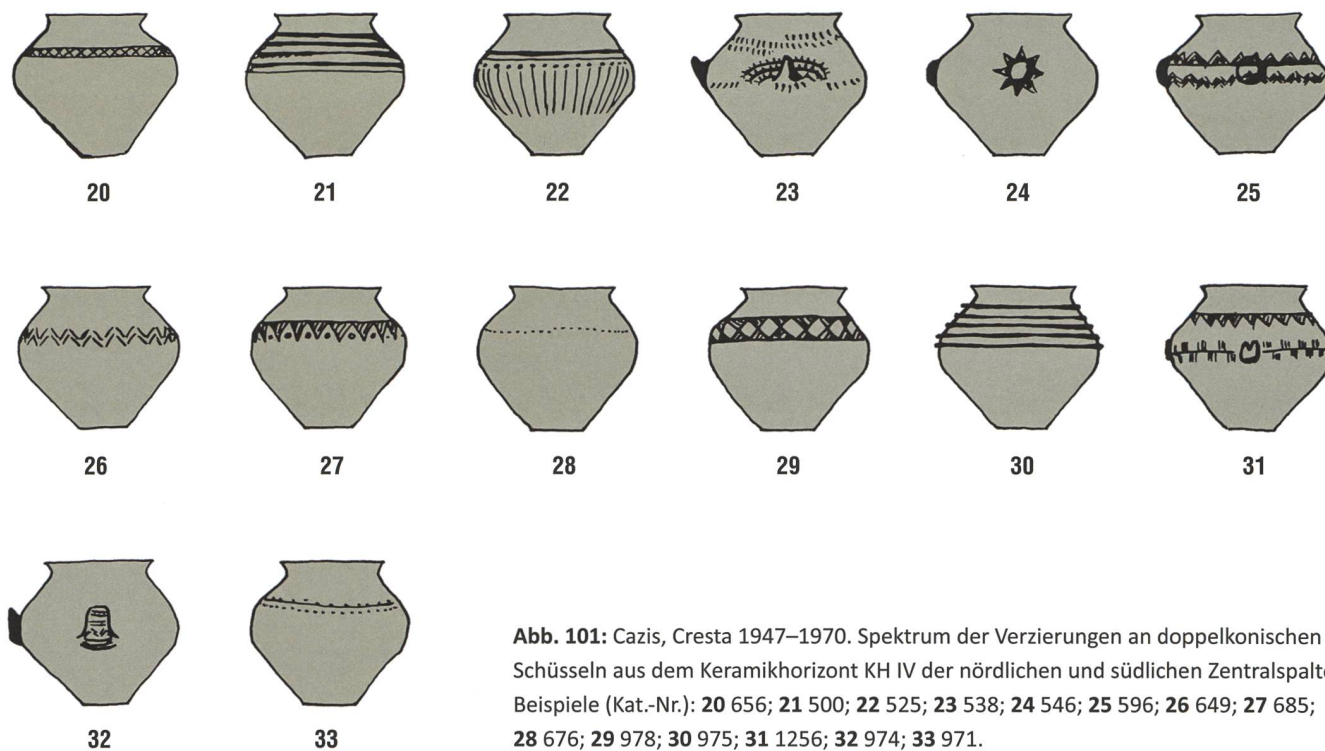 20 21 22 23 24 25
26 27 28 29 30 31
32 33
Abb. 101: Cazis, Cresta 1947–1970. Spektrum der Verzierungen an doppelkonischen
Schüsseln aus dem Keramikhorizont KH IV der nördlichen und südlichen Zentralspalte
Beispiele (Kat.-Nr.): 20 656; 21 500; 22 525; 23 538; 24 546; 25 596; 26 649; 27 685;
28 676; 29 978; 30 975; 31 1256; 32 974; 33 971.